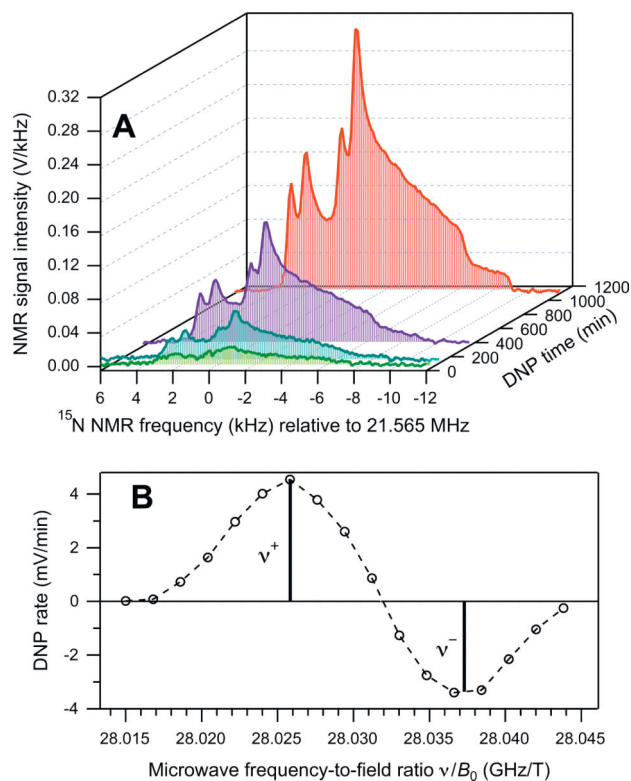 A
NMR signal intensity (V/kHz)
0.32
0.28
0.24
0.20
0.16
0.12
0.08
0.04
0.00
6 4 2 0 -2 -4 -6 -8 -10 -12
0 200 400 600 800 1000 1200
DNP time (min)
¹⁵N NMR frequency (kHz) relative to 21.565 MHz
B
DNP rate (mV/min)
4
2
0
-2
-4
ν⁺
ν⁻
28.015 28.020 28.025 28.030 28.035 28.040 28.045
Microwave frequency-to-field ratio ν/B₀ (GHz/T)